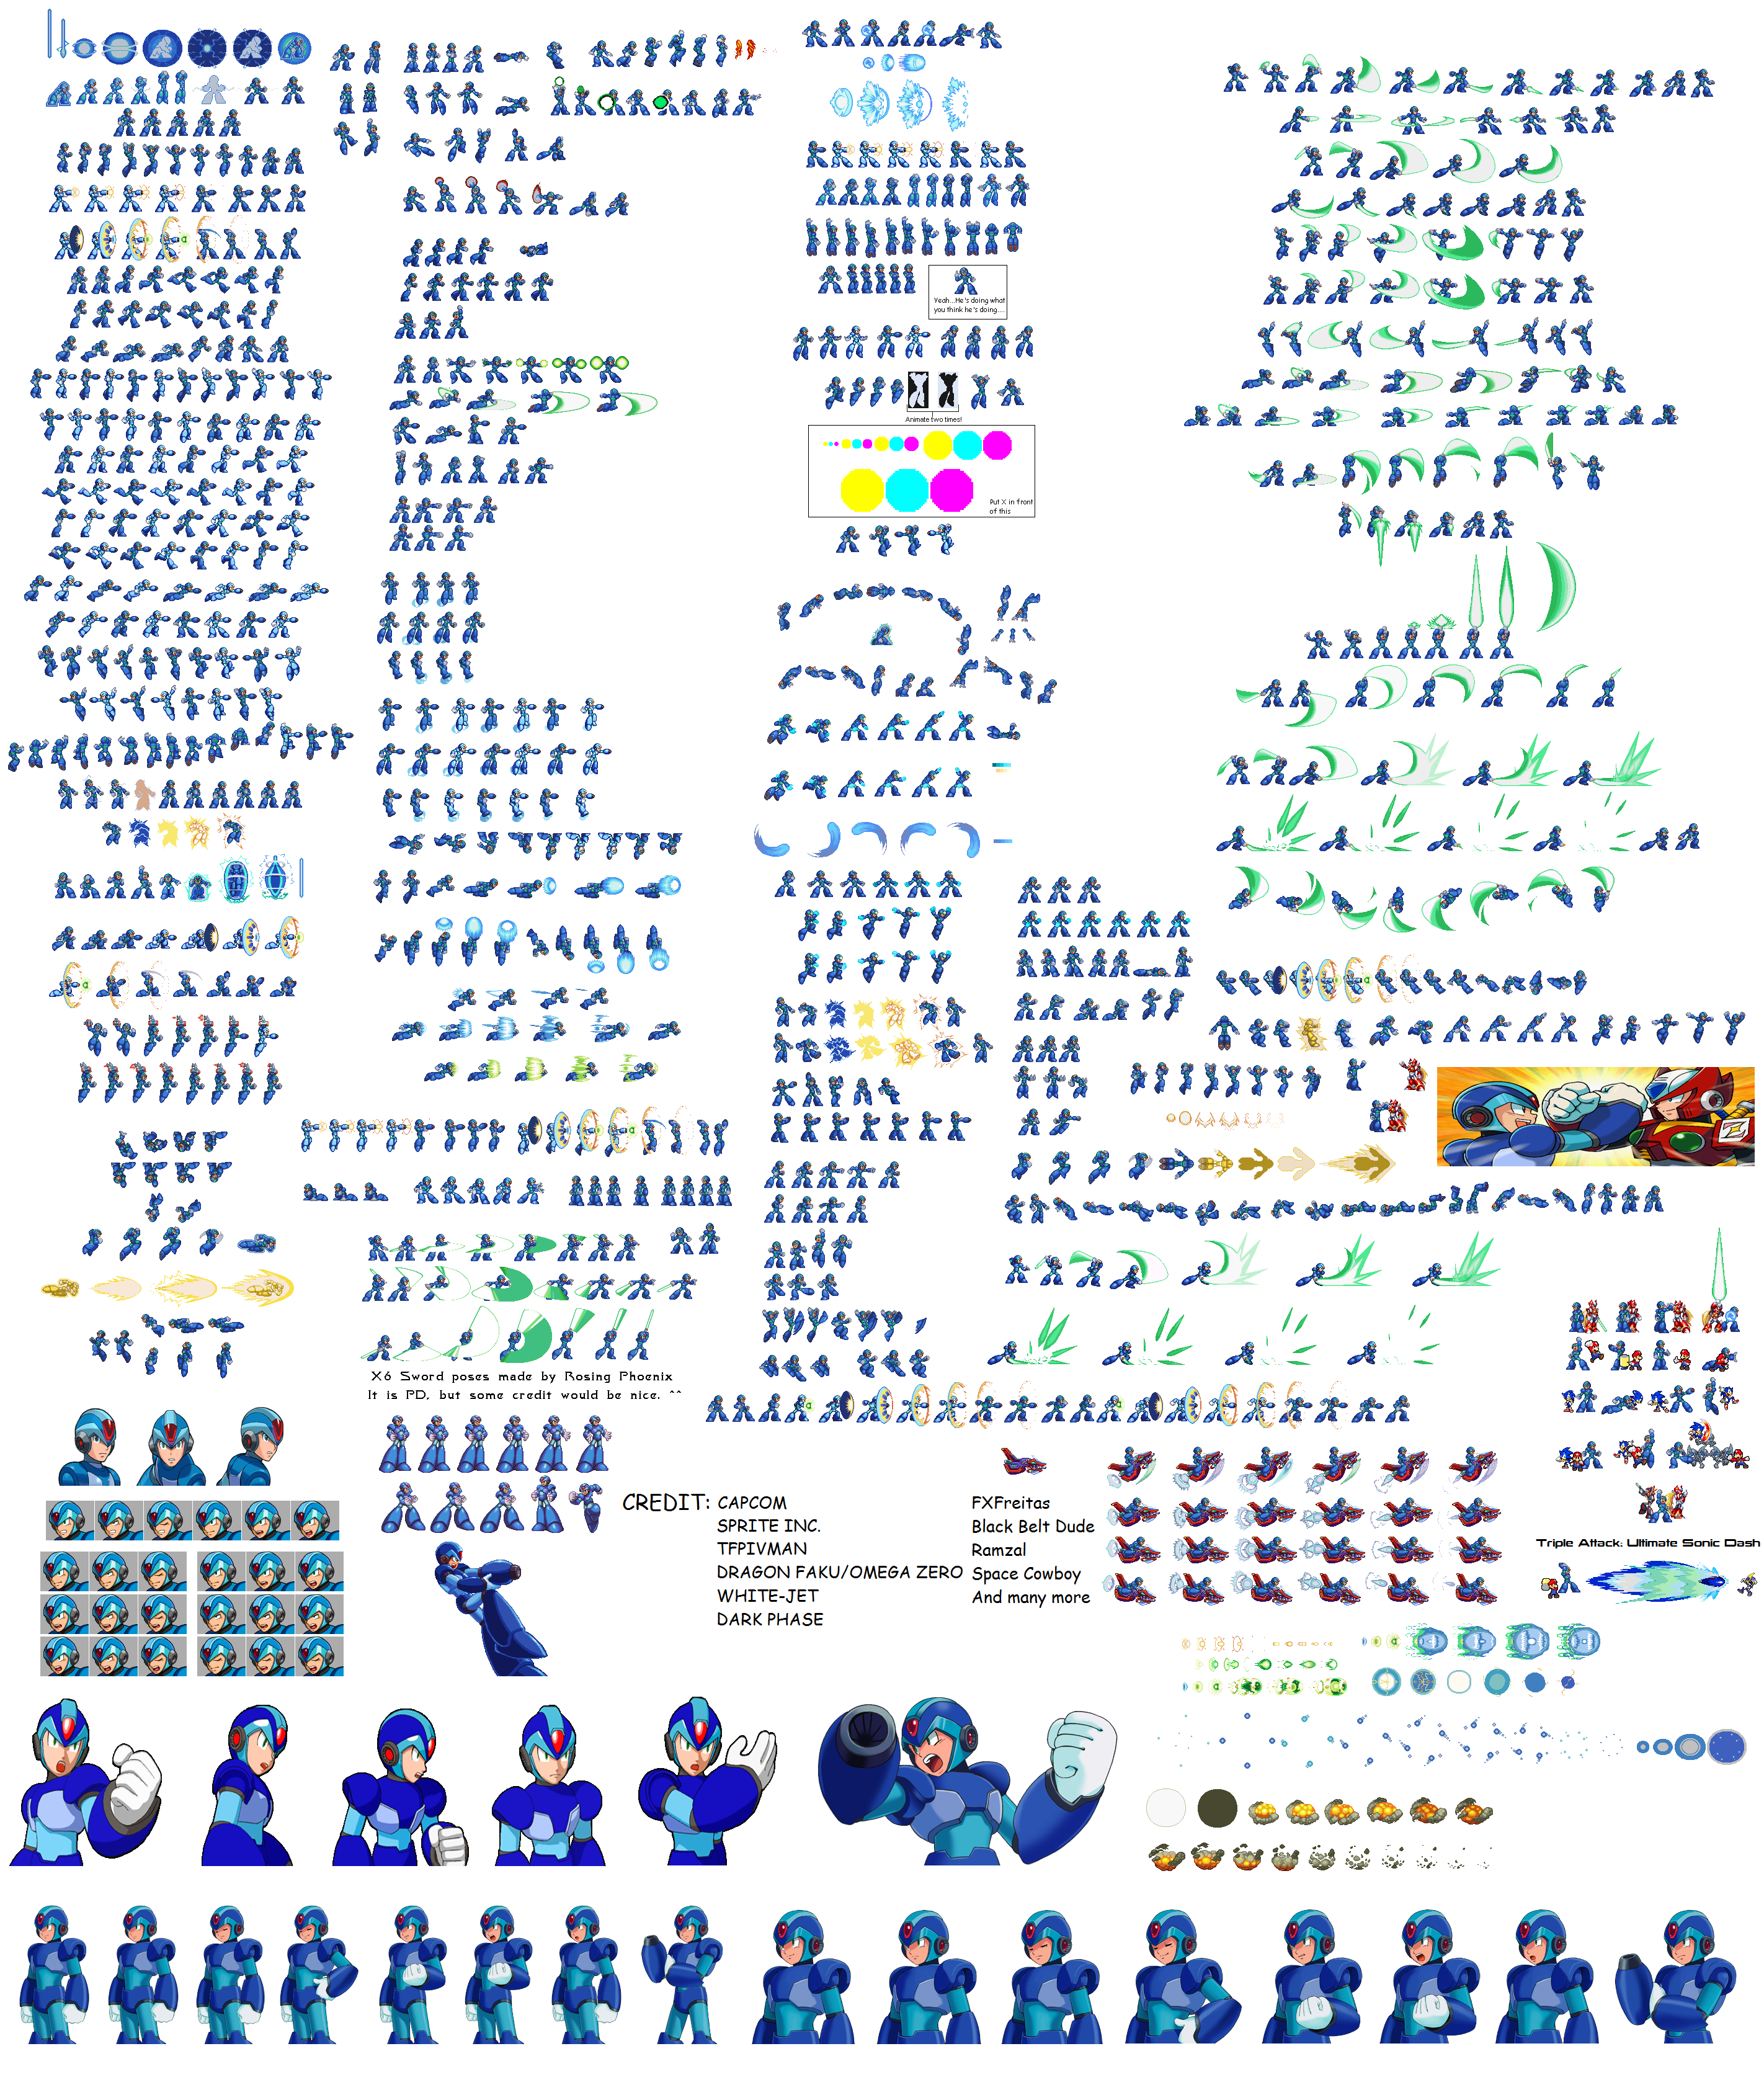 Yeah...He's doing what
you think he's doing....
Animate two times!
Put X in front
of this
X6 Sword poses made by Rosing Phoenix
It is PD, but some credit would be nice. ^^
CREDIT: CAPCOM
SPRITE INC.
TFPIVMAN
DRAGON FAKU/OMEGA ZERO
WHITE-JET
DARK PHASE
FXFreitas
Black Belt Dude
Ramzal
Space Cowboy
And many more
Triple Attack: Ultimate Sonic Dash